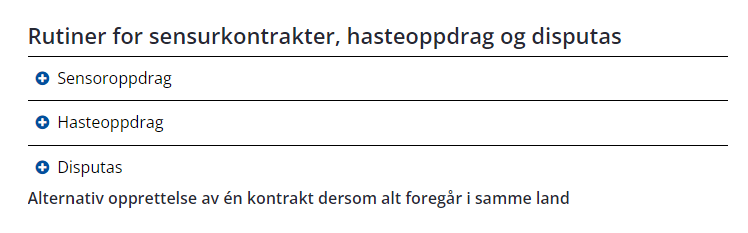 Rutiner for sensurkontrakter, hasteoppdrag og disputas
Sensoroppdrag
Hasteoppdrag
Disputas
Alternativ opprettelse av én kontrakt dersom alt foregår i samme land